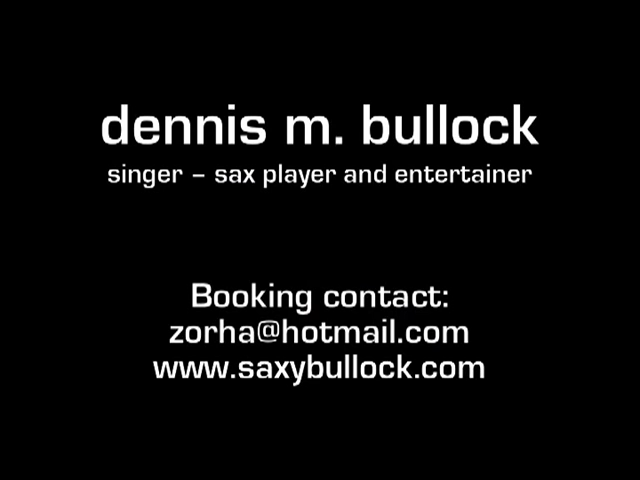 dennis m. bullock
singer – sax player and entertainer
Booking contact:
zorha@hotmail.com
www.saxybullock.com